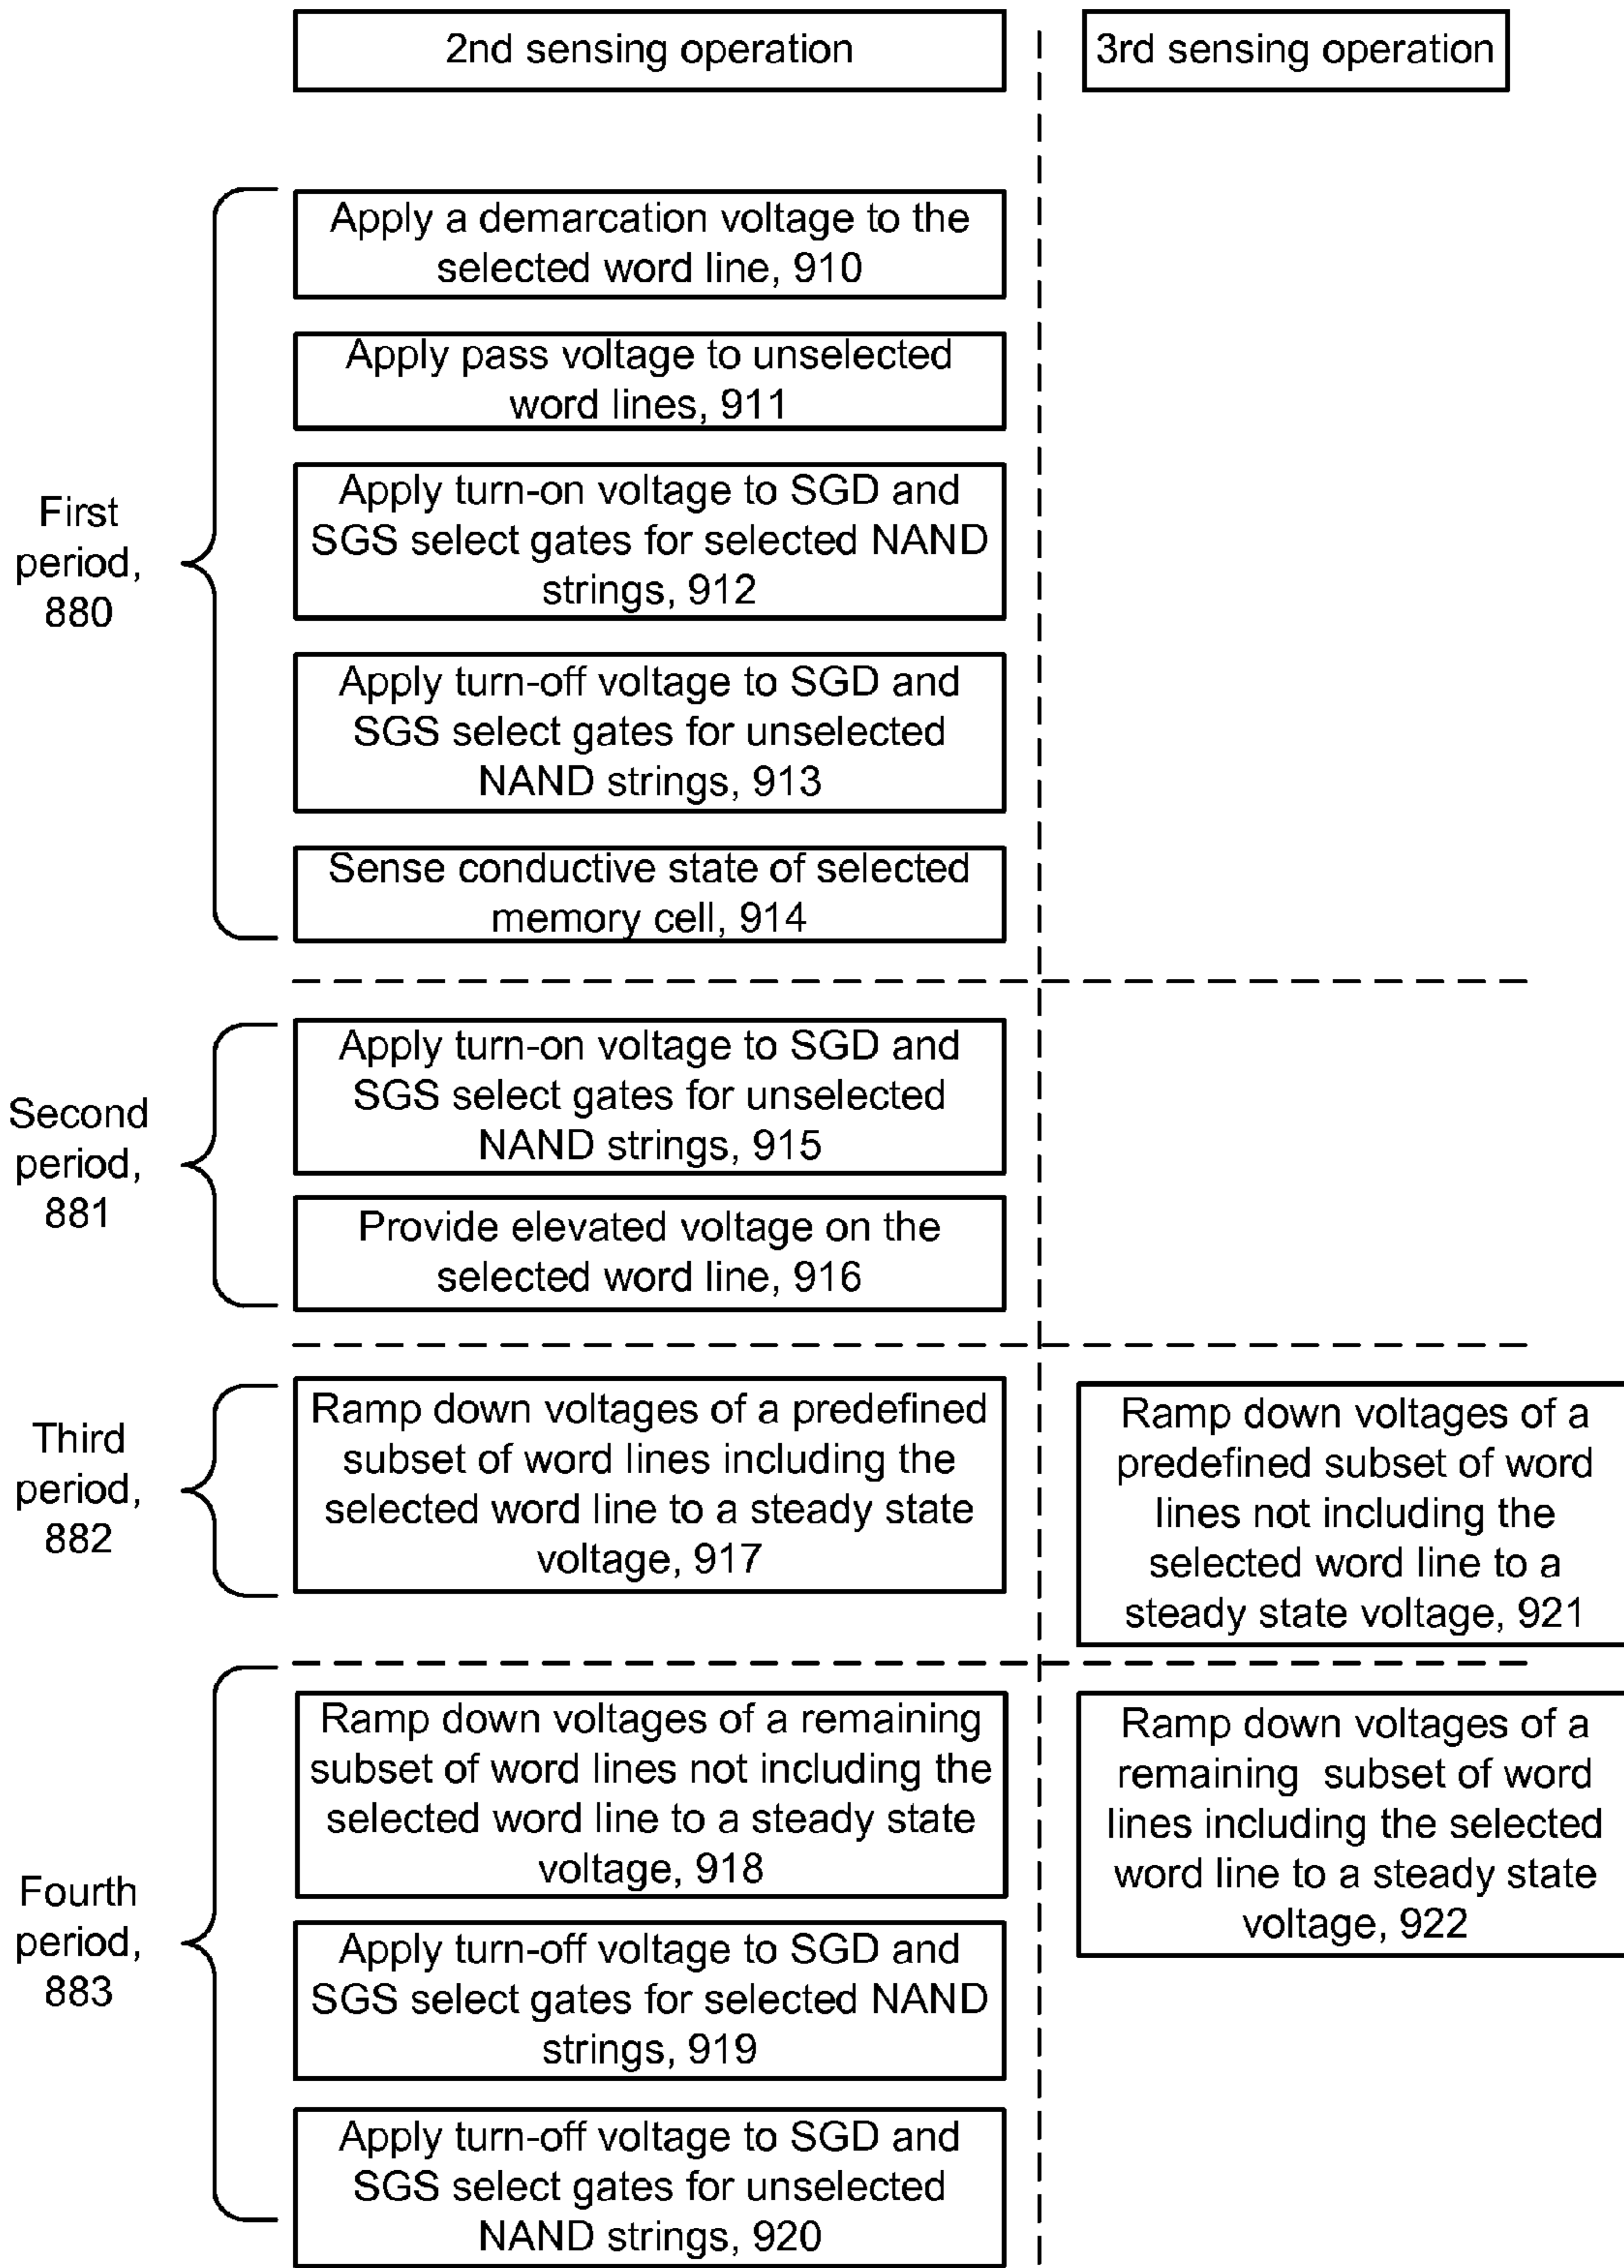 2nd sensing operation
3rd sensing operation
First
period,
880
Apply a demarcation voltage to the
selected word line, 910
Apply pass voltage to unselected
word lines, 911
Apply turn-on voltage to SGD and
SGS select gates for selected NAND
strings, 912
Apply turn-off voltage to SGD and
SGS select gates for unselected
NAND strings, 913
Sense conductive state of selected
memory cell, 914
Second
period,
881
Apply turn-on voltage to SGD and
SGS select gates for unselected
NAND strings, 915
Provide elevated voltage on the
selected word line, 916
Third
period,
882
Ramp down voltages of a predefined
subset of word lines including the
selected word line to a steady state
voltage, 917
Ramp down voltages of a
predefined subset of word
lines not including the
selected word line to a
steady state voltage, 921
Fourth
period,
883
Ramp down voltages of a remaining
subset of word lines not including the
selected word line to a steady state
voltage, 918
Apply turn-off voltage to SGD and
SGS select gates for selected NAND
strings, 919
Apply turn-off voltage to SGD and
SGS select gates for unselected
NAND strings, 920
Ramp down voltages of a
remaining subset of word
lines including the selected
word line to a steady state
voltage, 922